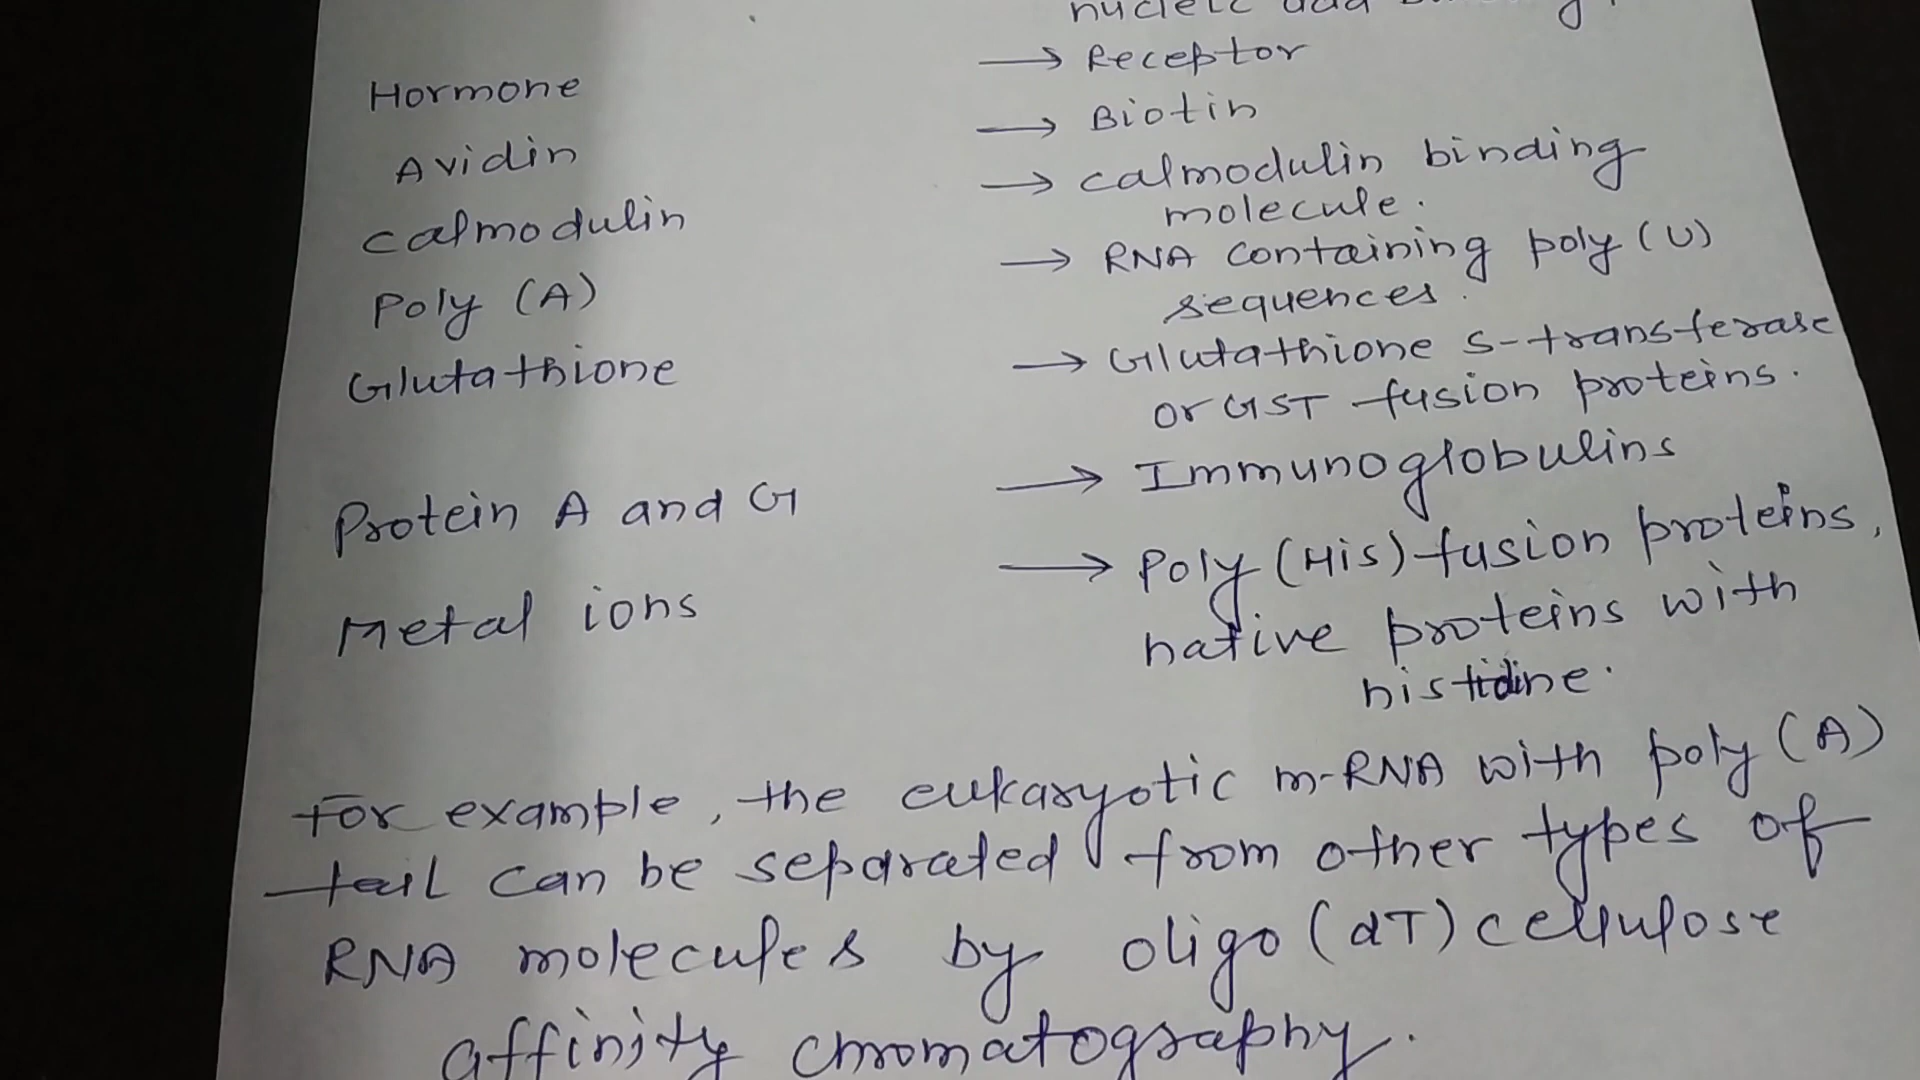 nucleic acid
Hormone → Receptor
Avidin → Biotin
calmodulin → calmodulin binding
molecule.
Poly (A) → RNA containing poly (U)
sequences.
Glutathione → Glutathione S-transferase
or GST fusion proteins.
Protein A and G → Immunoglobulins
Metal ions → Poly (His) fusion proteins,
native proteins with
histidine.
For example, the eukaryotic m-RNA with poly (A)
tail can be separated from other types of
RNA molecules by oligo (dT) cellulose
affinity chromatography.